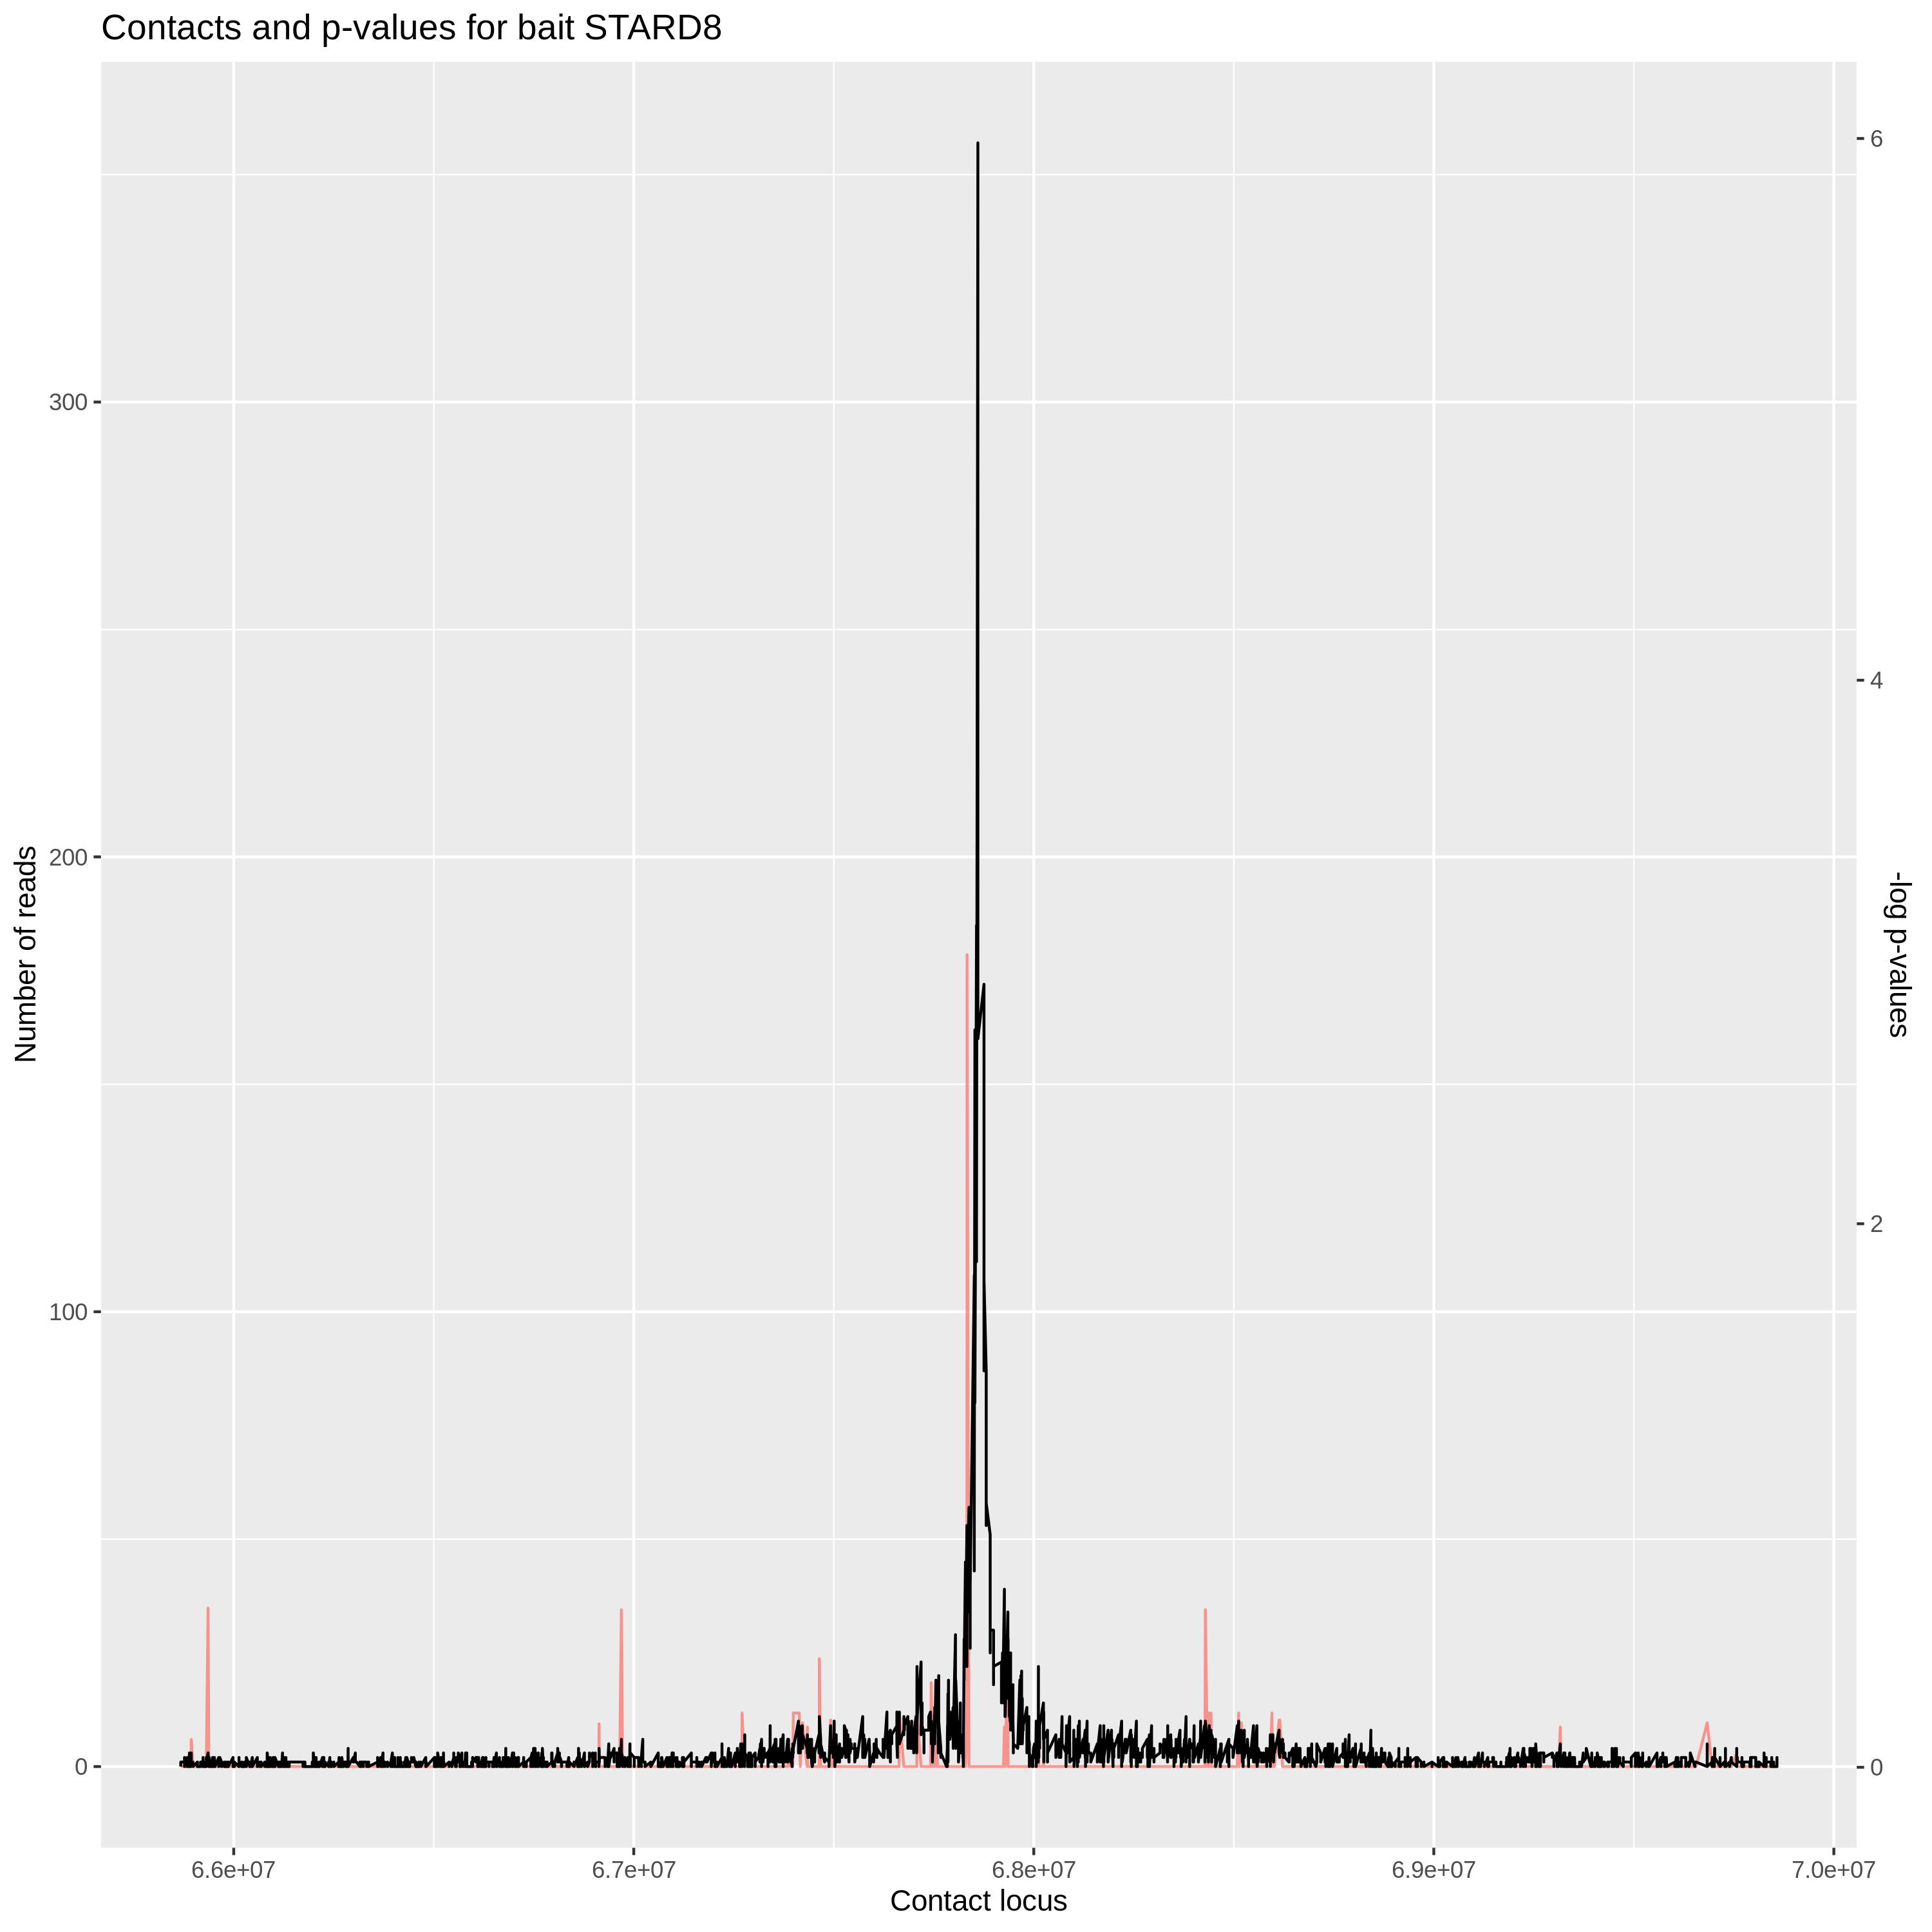 Contacts and p-values for bait STARD8
Number of reads
300
200
100
0
6
4
2
0
-log p-values
6.6e+07
6.7e+07
6.8e+07
6.9e+07
7.0e+07
Contact locus